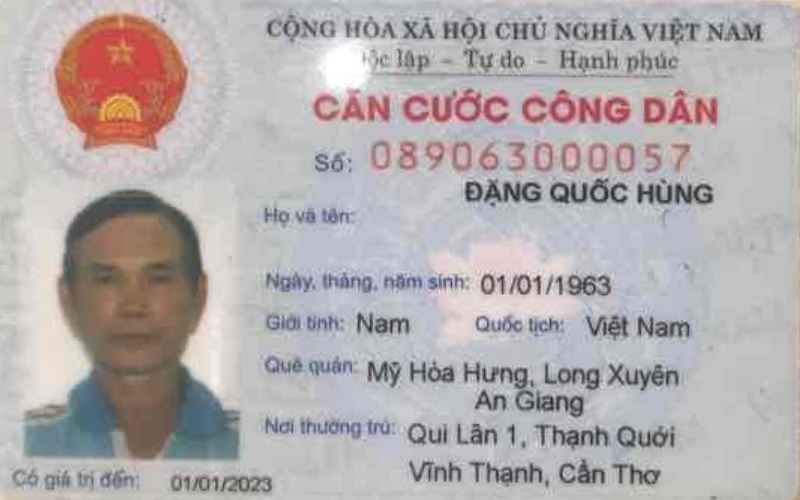 CỘNG HÒA XÃ HỘI CHỦ NGHĨA VIỆT NAM
lập - Tự do - Hạnh phúc
CĂN CƯỚC CÔNG DÂN
Số: 089063000057
ĐẶNG QUỐC HÙNG
Họ và tên:
Ngày, tháng, năm sinh: 01/01/1963
Giới tính: Nam Quốc tịch: Việt Nam
Quê quán: Mỹ Hòa Hưng, Long Xuyên
An Giang
Nơi thường trú: Qui Lân 1, Thạnh Quới
Vĩnh Thạnh, Cần Thơ
Có giá trị đến: 01/01/2023